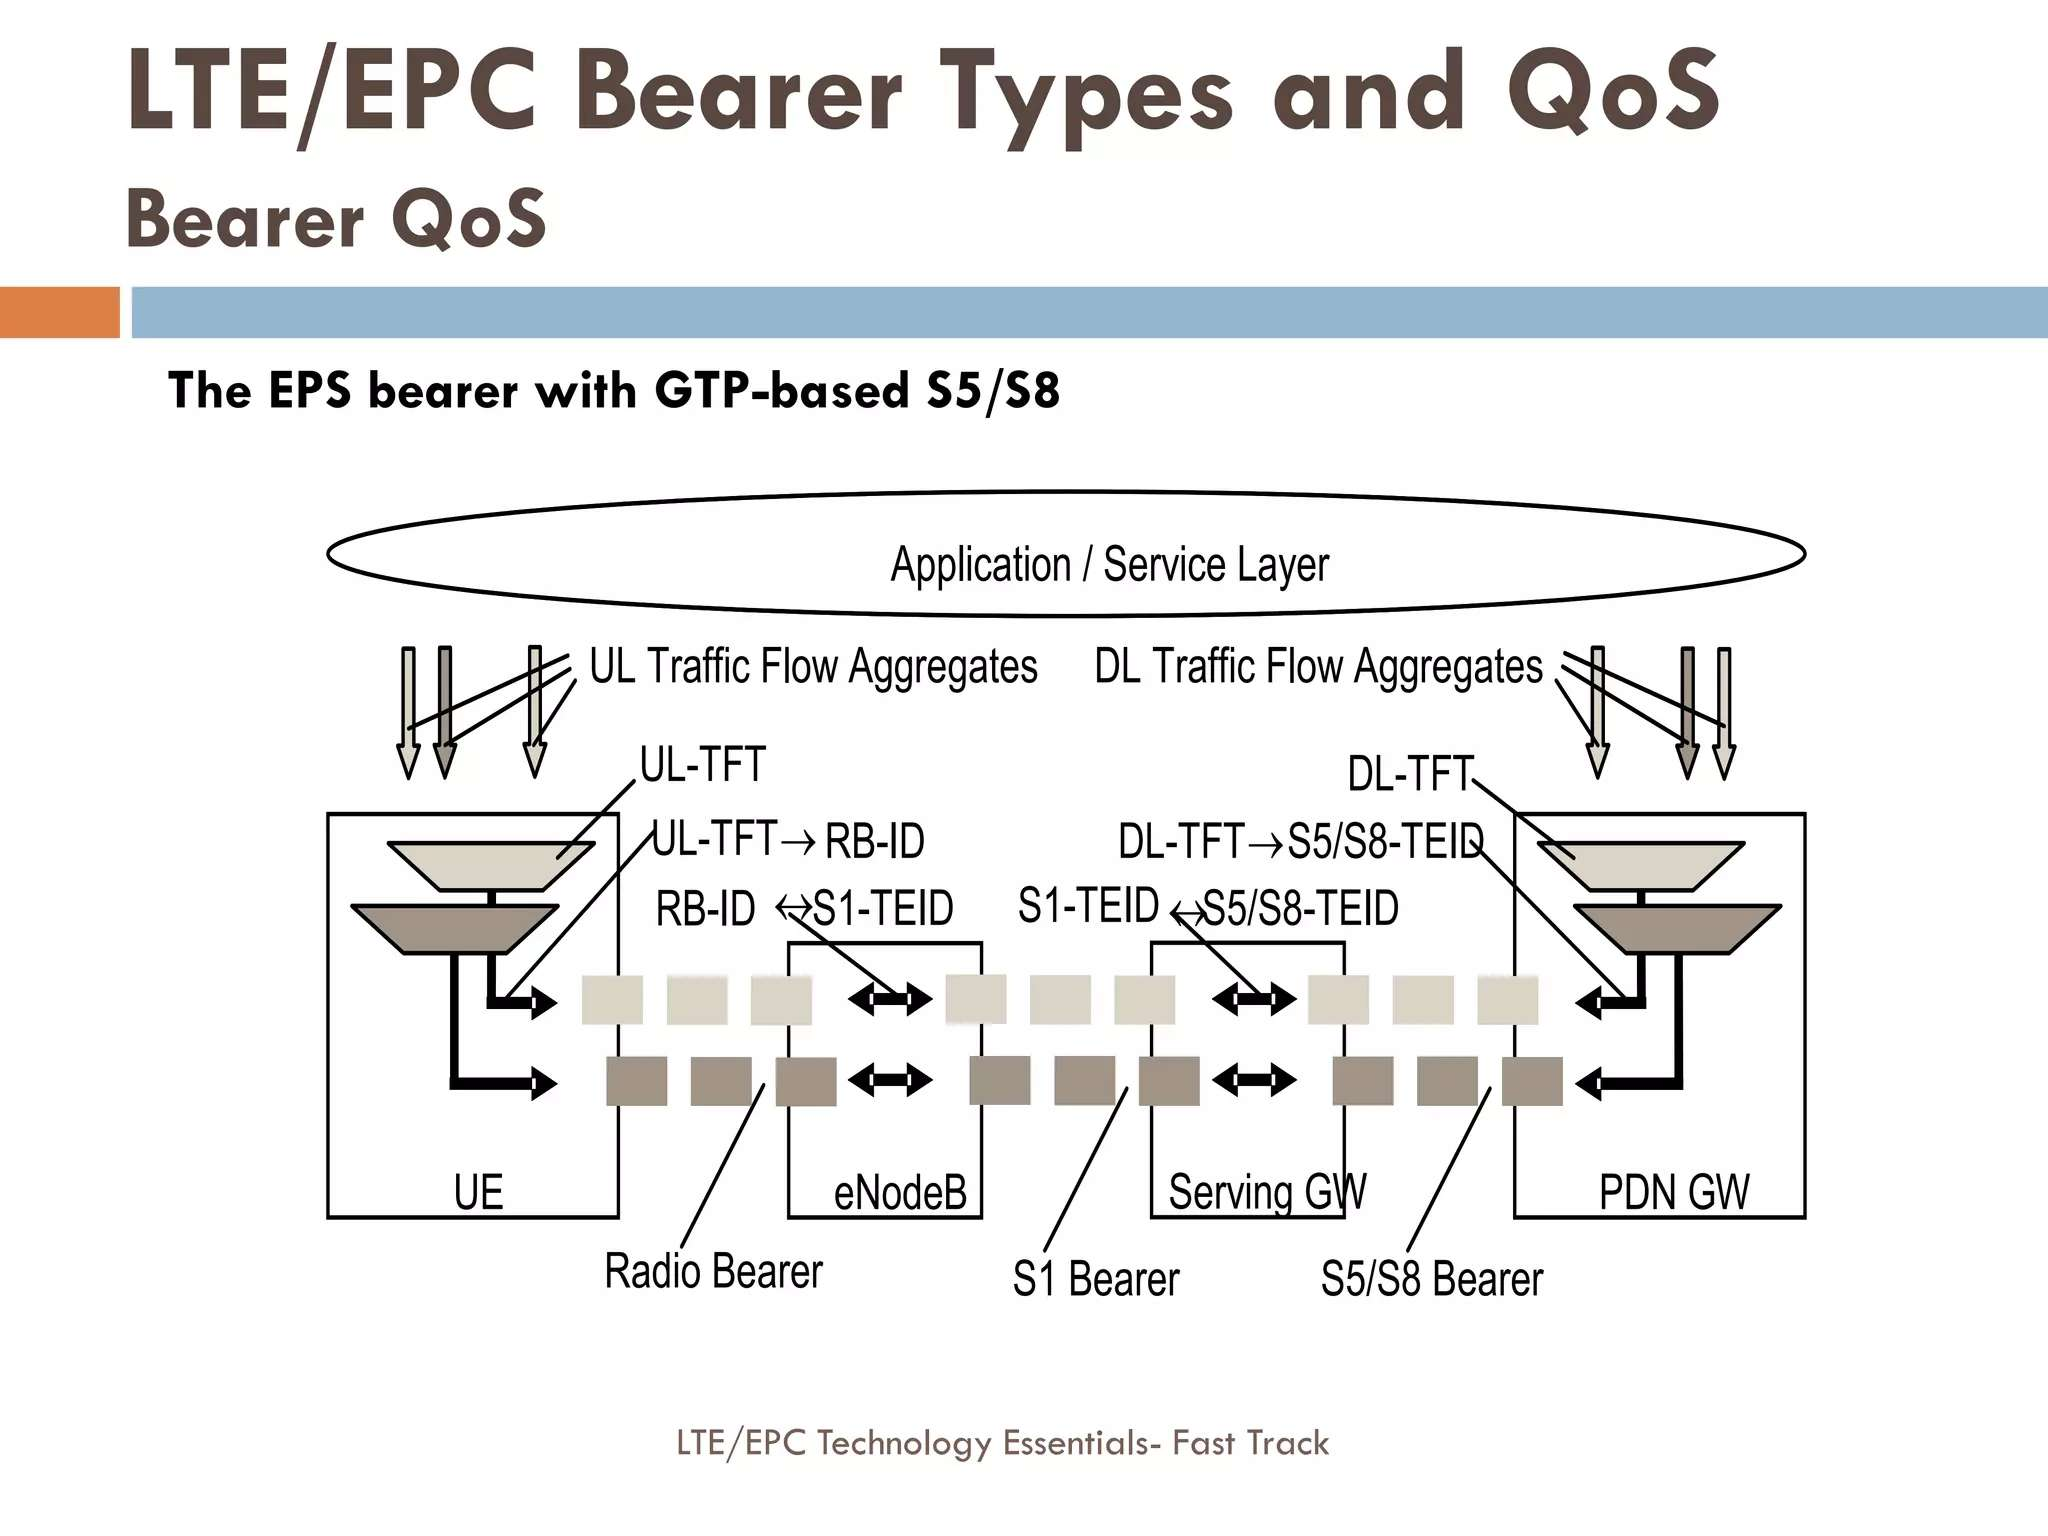 LTE/EPC Bearer Types and QoS
Bearer QoS
The EPS bearer with GTP-based S5/S8
Application / Service Layer
UL Traffic Flow Aggregates
DL Traffic Flow Aggregates
UL-TFT
DL-TFT
UL-TFT→ RB-ID
DL-TFT→S5/S8-TEID
RB-ID ↔S1-TEID
S1-TEID ↔S5/S8-TEID
UE
eNodeB
Serving GW
PDN GW
Radio Bearer
S1 Bearer
S5/S8 Bearer
LTE/EPC Technology Essentials- Fast Track